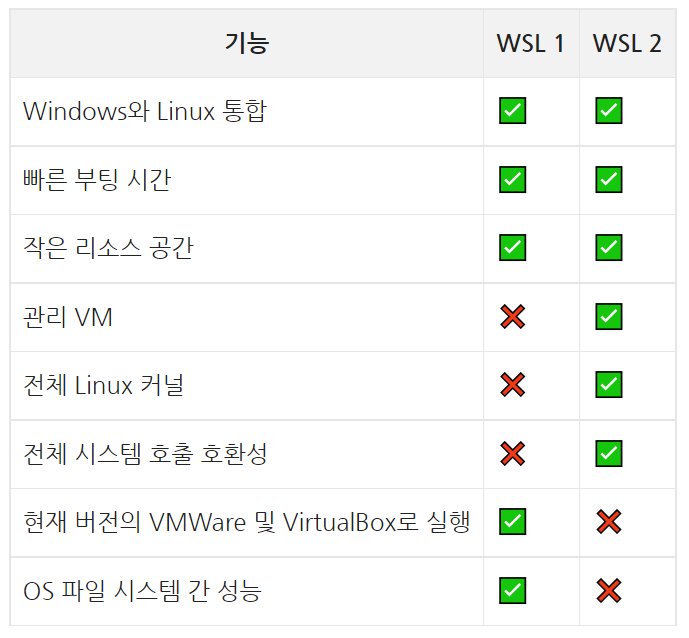 기능 WSL 1 WSL 2
Windows와 Linux 통합 ✅ ✅
빠른 부팅 시간 ✅ ✅
작은 리소스 공간 ✅ ✅
관리 VM ❌ ✅
전체 Linux 커널 ❌ ✅
전체 시스템 호출 호환성 ❌ ✅
현재 버전의 VMWare 및 VirtualBox로 실행 ✅ ❌
OS 파일 시스템 간 성능 ✅ ❌